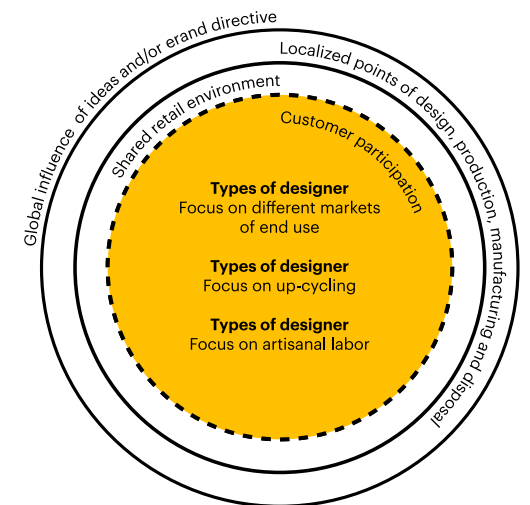 Global influence of ideas and/or erand directive
Localized points of design, production, manufacturing and disposal
Shared retail environment
Customer participation
Types of designer
Focus on different markets
of end use
Types of designer
Focus on up-cycling
Types of designer
Focus on artisanal labor